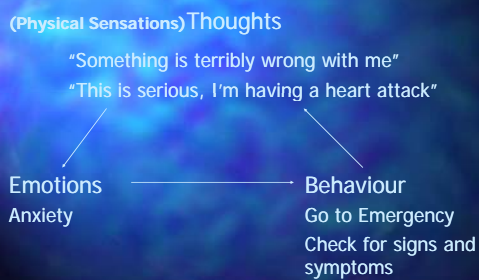 (Physical Sensations)Thoughts
“Something is terribly wrong with me”
“This is serious, I’m having a heart attack”
Emotions
Anxiety
Behaviour
Go to Emergency
Check for signs and
symptoms